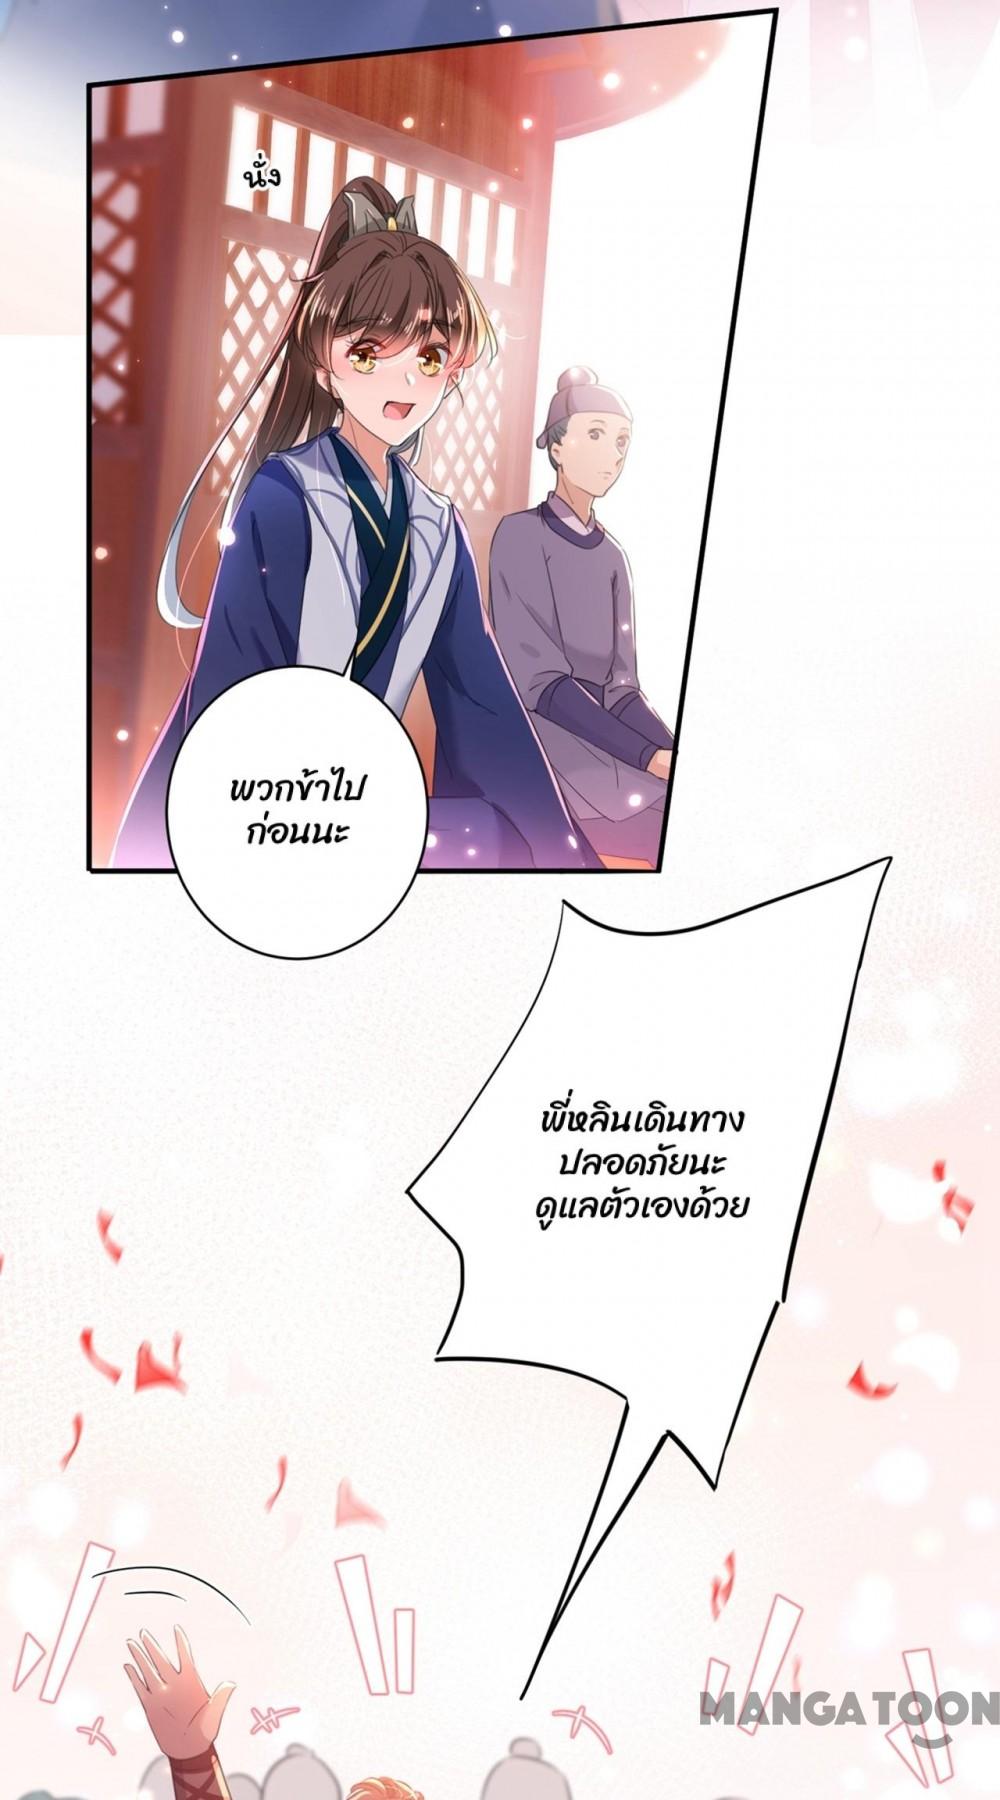 นั่ง
พวกข้าไป
ก่อนนะ
พี่หลินเดินทาง
ปลอดภัยนะ
ดูแลตัวเองด้วย
MANGATOON